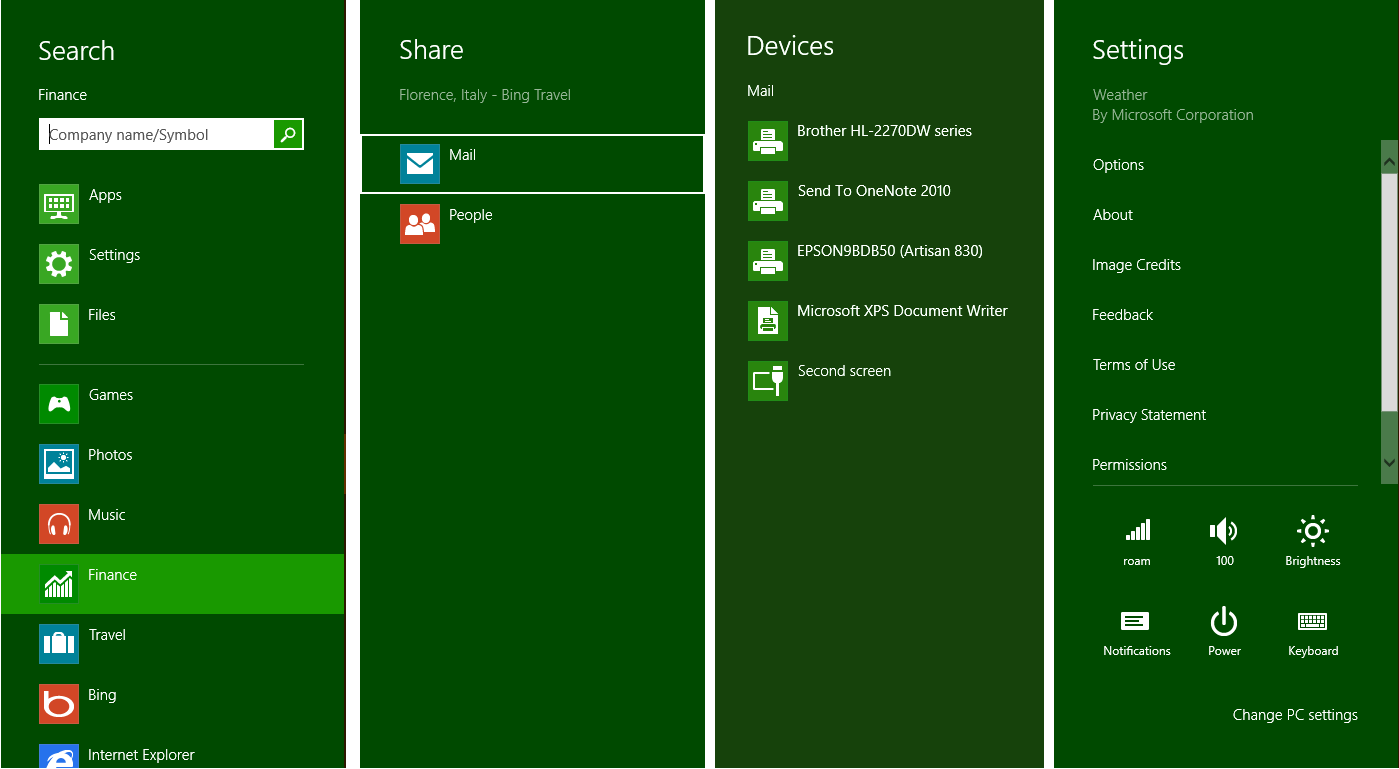 Search
Finance
Company name/Symbol
Apps
Settings
Files
Games
Photos
Music
Finance
Travel
Bing
Internet Explorer
Share
Florence, Italy - Bing Travel
Mail
People
Devices
Mail
Brother HL-2270DW series
Send To OneNote 2010
EPSON9BDB50 (Artisan 830)
Microsoft XPS Document Writer
Second screen
Settings
Weather
By Microsoft Corporation
Options
About
Image Credits
Feedback
Terms of Use
Privacy Statement
Permissions
roam
100
Brightness
Notifications
Power
Keyboard
Change PC settings